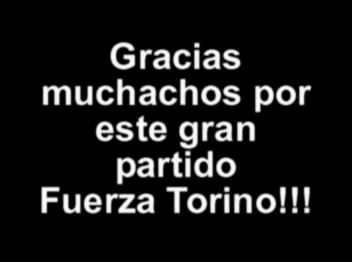 Gracias
muchachos por
este gran
partido
Fuerza Torino!!!